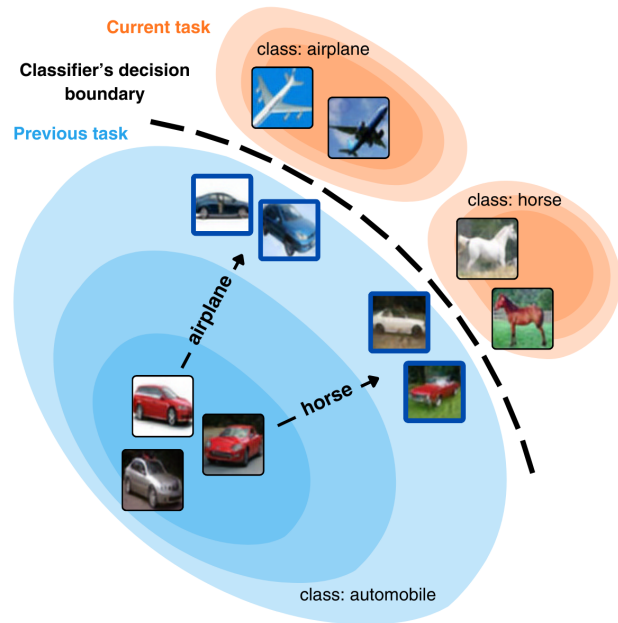 Current task
class: airplane
Classifier's decision
boundary
Previous task
class: horse
airplane
horse
class: automobile